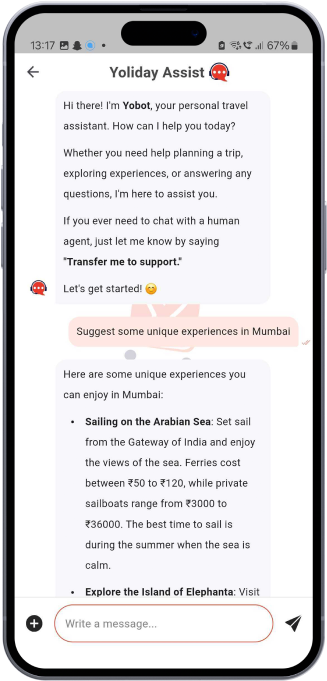 13:17
67%
Yoliday Assist
Hi there! I'm Yobot, your personal travel
assistant. How can I help you today?
Whether you need help planning a trip,
exploring experiences, or answering any
questions, I'm here to assist you.
If you ever need to chat with a human
agent, just let me know by saying
"Transfer me to support."
Let's get started! 😊
Suggest some unique experiences in Mumbai
Here are some unique experiences you
can enjoy in Mumbai:
• Sailing on the Arabian Sea: Set sail
from the Gateway of India and enjoy
the views of the sea. Ferries cost
between ₹50 to ₹120, while private
sailboats range from ₹3000 to
₹36000. The best time to sail is
during the summer when the sea is
calm.
• Explore the Island of Elephanta: Visit
Write a message...